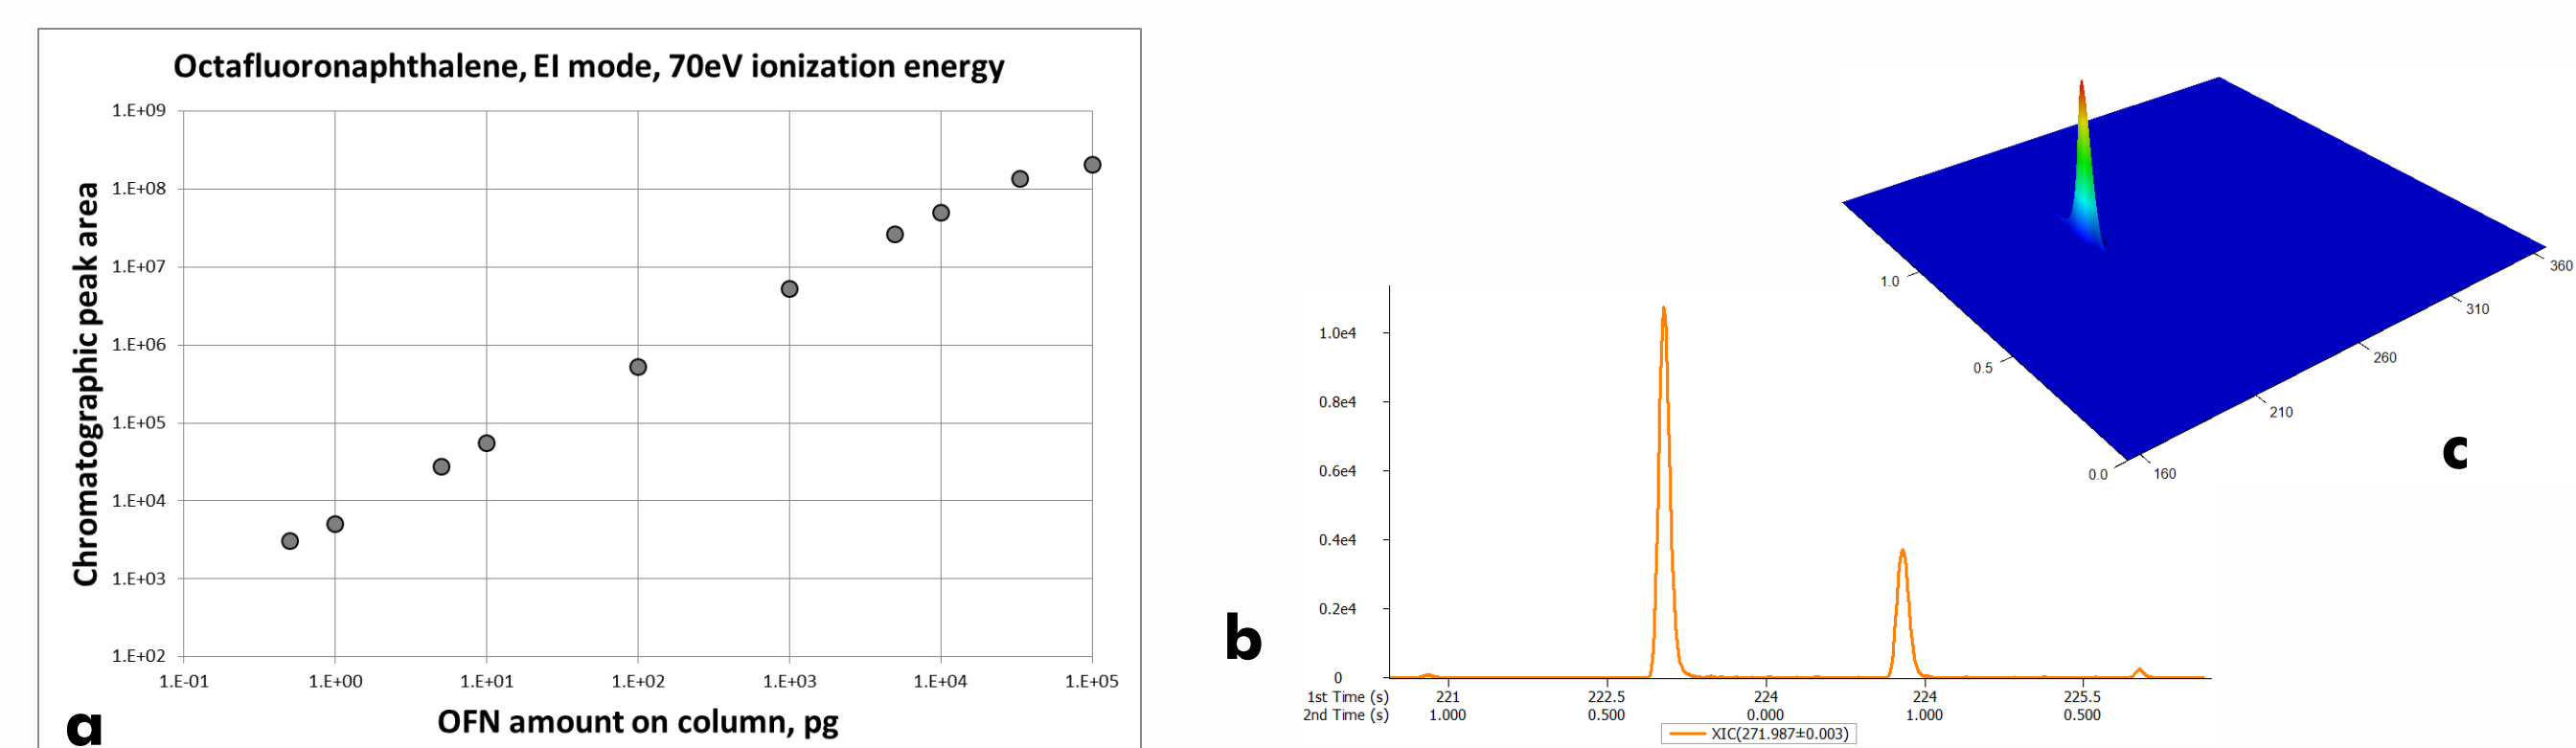 Octafluoronaphthalene, EI mode, 70eV ionization energy
Chromatographic peak area
1.E+09
1.E+08
1.E+07
1.E+06
1.E+05
1.E+04
1.E+03
1.E+02
1.E-01 1.E+00 1.E+01 1.E+02 1.E+03 1.E+04 1.E+05
OFN amount on column, pg
a
b
1.0e4
0.8e4
0.6e4
0.4e4
0.2e4
0
1st Time (s) 221 222.5 224 224 225.5
2nd Time (s) 1.000 0.500 0.000 1.000 0.500
XIC(271.987±0.003)
1.0
0.5
0.0
160
210
260
310
360
c